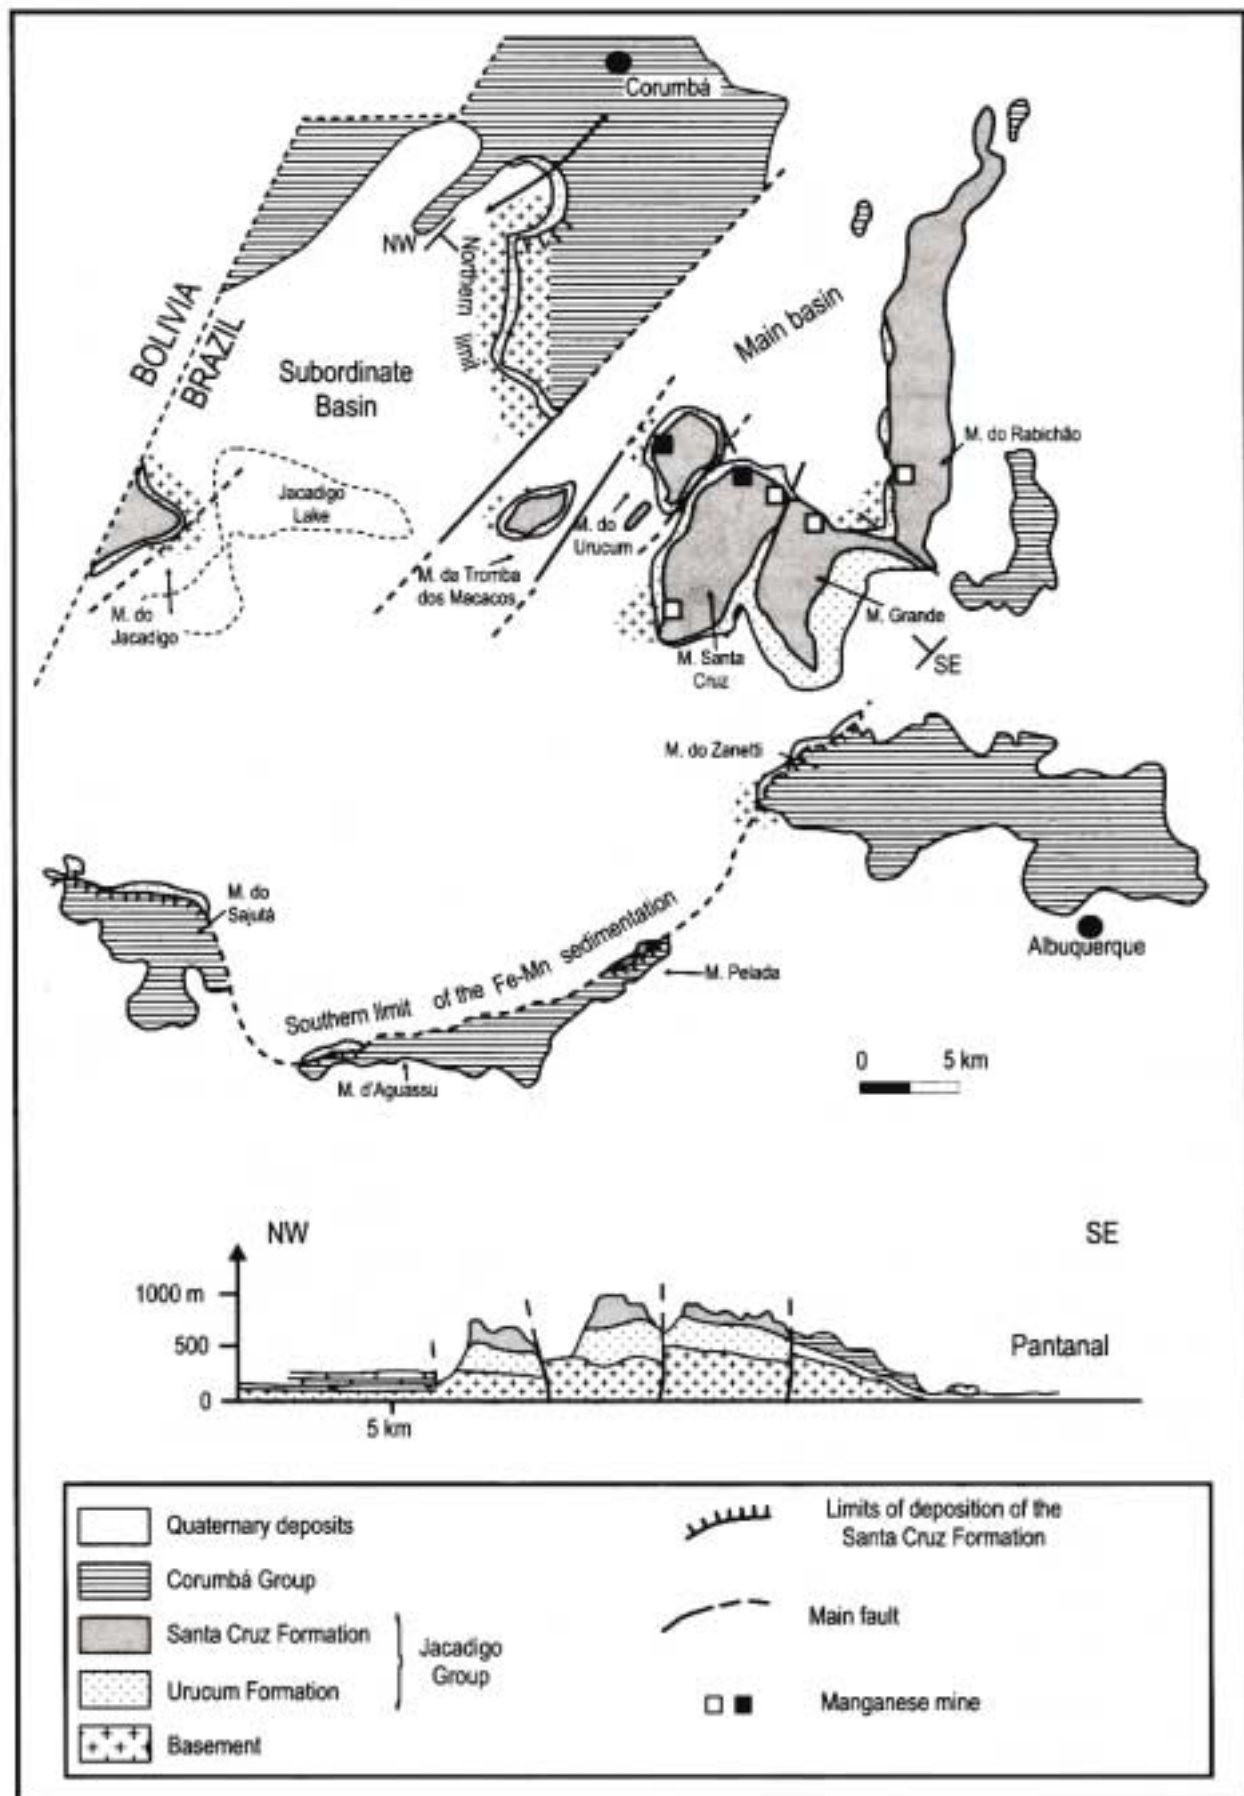 Corumbá
NW
Northern limit
BOLIVIA
BRAZIL
Main basin
Subordinate
Basin
M. do Rabichão
Jacadigo
Lake
M. do
Urucum
M. da Tromba
dos Macacos
M. do
Jacadigo
M. Grande
M. Santa
Cruz
SE
M. do Zanetti
M. do
Sajutá
Southern limit of the Fe-Mn sedimentation
M. Pelada
Albuquerque
M. d'Aguassu
0 5 km
NW
SE
1000 m
500
0
5 km
Pantanal
Quaternary deposits
Corumbá Group
Santa Cruz Formation
Urucum Formation
Basement
Jacadigo
Group
Limits of deposition of the
Santa Cruz Formation
Main fault
Manganese mine